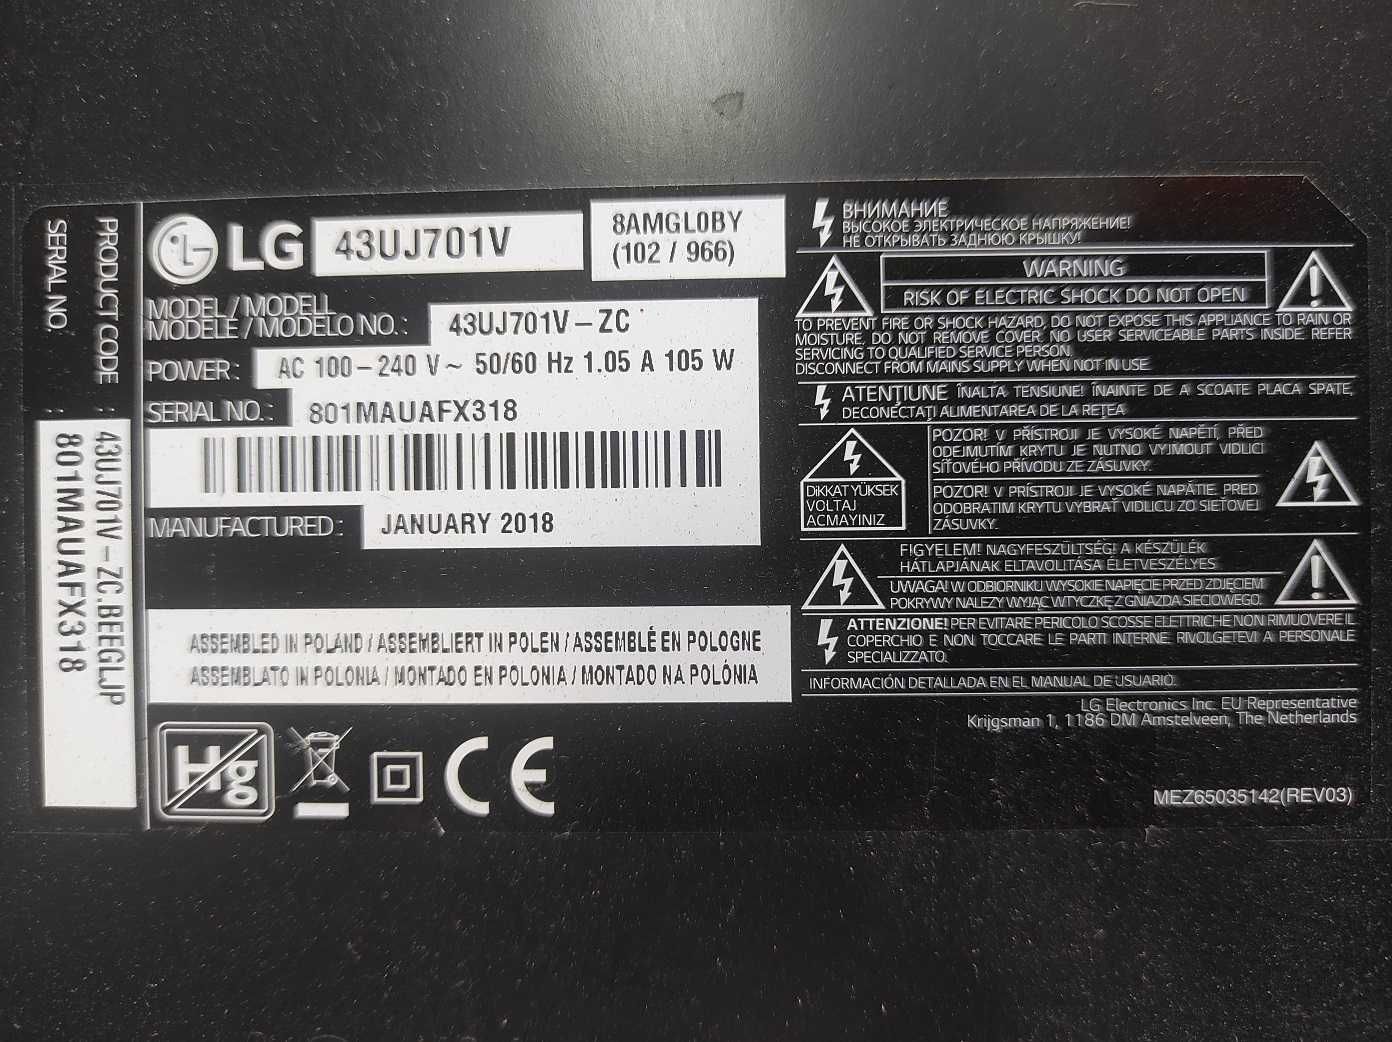 PRODUCT CODE : 43UJ701V-ZC.BEEGLJP
SERIAL NO. : 801MAUAFX318
LG
43UJ701V
8AMGL0BY
(102 / 966)
MODEL / MODELL
MODÈLE / MODELO NO. : 43UJ701V-ZC
POWER : AC 100-240 V~ 50/60 Hz 1.05 A 105 W
SERIAL NO. : 801MAUAFX318
MANUFACTURED : JANUARY 2018
ASSEMBLED IN POLAND / ASSEMBLIERT IN POLEN / ASSEMBLÉ EN POLOGNE
ASSEMBLATO IN POLONIA / MONTADO EN POLONIA / MONTADO NA POLÓNIA
Hg
CE
ВНИМАНИЕ
ВЫСОКОЕ ЭЛЕКТРИЧЕСКОЕ НАПРЯЖЕНИЕ!
НЕ ОТКРЫВАТЬ ЗАДНЮЮ КРЫШКУ!
WARNING
RISK OF ELECTRIC SHOCK DO NOT OPEN
TO PREVENT FIRE OR SHOCK HAZARD, DO NOT EXPOSE THIS APPLIANCE TO RAIN OR
MOISTURE, DO NOT REMOVE COVER. NO USER SERVICEABLE PARTS INSIDE. REFER
SERVICING TO QUALIFIED SERVICE PERSON.
DISCONNECT FROM MAINS SUPPLY WHEN NOT IN USE.
ATENŢIUNE ÎNALTA TENSIUNE! ÎNAINTE DE A SCOATE PLACA SPATE,
DECONECTAŢI ALIMENTAREA DE LA REŢEA
DiKKAT YÜKSEK
VOLTAJ
ACMAYINIZ
POZOR! V PŘÍSTROJI JE VYSOKÉ NAPĚTÍ, PŘED
ODEJMUTÍM KRYTU JE NUTNO VYJMOUT VIDLICI
SÍŤOVÉHO PŘÍVODU ZE ZÁSUVKY.
POZOR! V PRÍSTROJI JE VYSOKÉ NAPÄTIE. PRED
ODOBRATIM KRYTU VYBRAŤ VIDLICU ZO SIEŤOVEJ
ZÁSUVKY.
FIGYELEM! NAGYFESZÜLTSÉG! A KÉSZÜLÉK
HÁTLAPJÁNAK ELTAVOLITÁSA ÉLETVESZÉLYES
UWAGA! W ODBIORNIKU WYSOKIE NAPIĘCIE PRZED ZDJĘCIEM
POKRYWY NALEZY WYJĄC WTYCZKĘ Z GNIAZDA SIECIOWEGO.
ATTENZIONE! PER EVITARE PERICOLO SCOSSE ELETTRICHE NON RIMUOVERE IL
COPERCHIO E NON TOCCARE LE PARTI INTERNE. RIVOLGETEVI A PERSONALE
SPECIALIZZATO.
INFORMACIÓN DETALLADA EN EL MANUAL DE USUARIO.
LG Electronics Inc. EU Representative
Krijgsman 1, 1186 DM Amstelveen, The Netherlands
MEZ65035142(REV03)